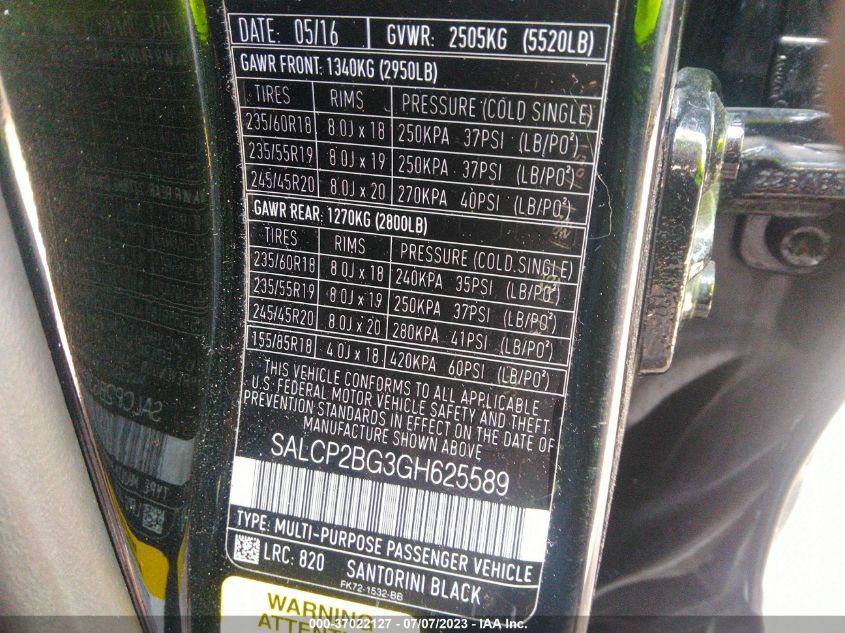 DATE: 05/16 GVWR: 2505KG (5520LB)
GAWR FRONT: 1340KG (2950LB)
TIRES RIMS PRESSURE (COLD SINGLE)
235/60R18 8.0J x 18 250KPA 37PSI (LB/PO²)
235/55R19 8.0J x 19 250KPA 37PSI (LB/PO²)
245/45R20 8.0J x 20 270KPA 40PSI (LB/PO²)
GAWR REAR: 1270KG (2800LB)
TIRES RIMS PRESSURE (COLD.SINGLE)
235/60R18 8.0J x 18 240KPA 35PSI (LB/PO²)
235/55R19 8.0J x 19 250KPA 37PSI (LB/PO²)
245/45R20 8.0J x 20 280KPA 41PSI (LB/PO²)
155/85R18 4.0J x 18 420KPA 60PSI (LB/PO²)
THIS VEHICLE CONFORMS TO ALL APPLICABLE
U.S. FEDERAL MOTOR VEHICLE SAFETY AND THEFT
PREVENTION STANDARDS IN EFFECT ON THE DATE
OF MANUFACTURE SHOWN ABOVE
SALCP2BG3GH625589
TYPE: MULTI-PURPOSE PASSENGER VEHICLE
LRC: 820 SANTORINI BLACK
FK72-1532-BB
WARNING
000-37022127 - 07/07/2023 - IAA Inc.